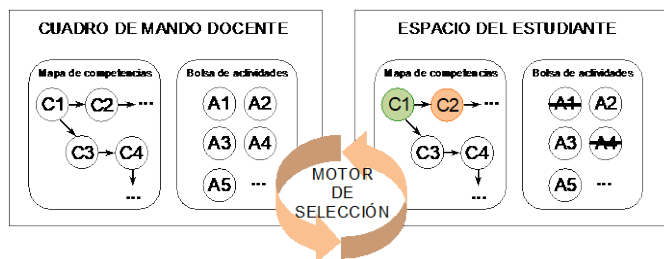 CUADRO DE MANDO DOCENTE
Mapa de competencias
C1 C2 ...
C3 C4
...
Bolsa de actividades
A1 A2
A3 A4
A5 ...
MOTOR
DE
SELECCIÓN
ESPACIO DEL ESTUDIANTE
Mapa de competencias
C1 C2 ...
C3 C4
...
Bolsa de actividades
A1 A2
A3 A4
A5 ...